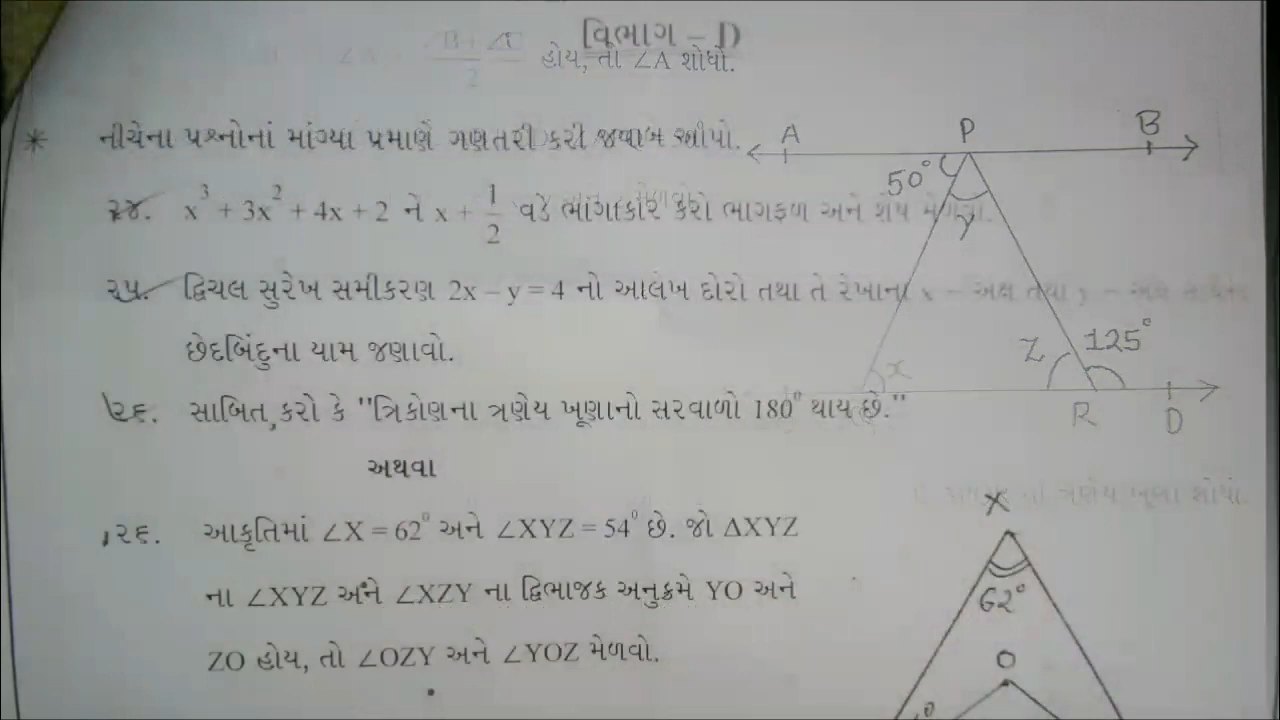 વિભાગ – D
હોય, તો ∠A શોધો.
* નીચેના પ્રશ્નોનાં માંગ્યા પ્રમાણે ગણતરી કરી જવાબ આપો.
A P B
50° y
૨૪. x³ + 3x² + 4x + 2 ને x + 1/2 વડે ભાગાકાર કરો ભાગફળ અને શેષ મેળવો.
૨૫. દ્વિચલ સુરેખ સમીકરણ 2x – y = 4 નો આલેખ દોરો તથા તે રેખાના x – અક્ષ તથા y – અક્ષ
છેદબિંદુના યામ જણાવો.
x Z 125°
R D
૨૬. સાબિત કરો કે "ત્રિકોણના ત્રણેય ખૂણાનો સરવાળો 180° થાય છે."
અથવા
ત્રણેય ખૂણા શોધો.
૨૬. આકૃતિમાં ∠X = 62° અને ∠XYZ = 54° છે. જો ΔXYZ
ના ∠XYZ અને ∠XZY ના દ્વિભાજક અનુક્રમે YO અને
ZO હોય, તો ∠OZY અને ∠YOZ મેળવો.
X
62°
O